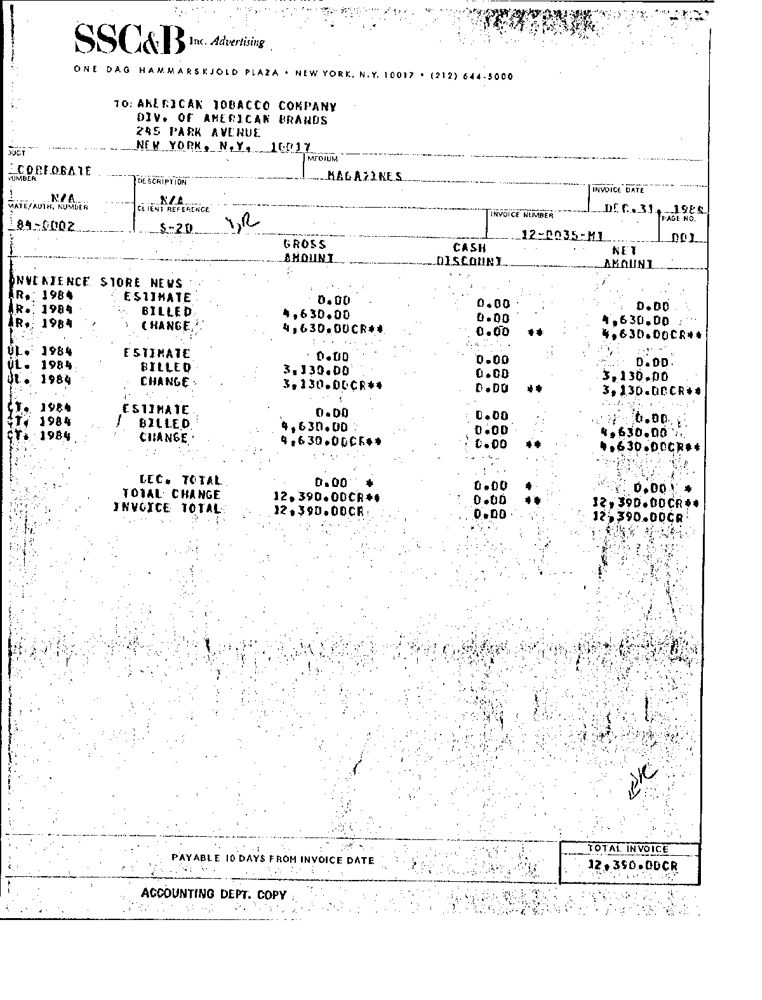 SSC&B Inc. Advertising
ONE DAG HAMMARSKJOLD PLAZA • NEW YORK, N.Y. 10017 • (212) 644-5000
TO: AMERICAN TOBACCO COMPANY
DIV. OF AMERICAN BRANDS
245 PARK AVENUE
NEW YORK, N.Y. 10017
DUCT MEDIUM
CORPORATE MAGAZINES
NUMBER DESCRIPTION INVOICE DATE
N/A N/A DEC.31, 1984
MATE/AUTH. NUMBER CLIENT REFERENCE INVOICE NUMBER PAGE NO.
84-0002 S-20 12-0035-M1 001
GROSS CASH NET
AMOUNT DISCOUNT AMOUNT
ONVENIENCE STORE NEWS
AR. 1984 ESTIMATE 0.00 0.00 0.00
AR. 1984 BILLED 4,630.00 0.00 4,630.00
AR. 1984 CHANGE 4,630.00CR** 0.00 ** 4,630.00CR**
UL. 1984 ESTIMATE 0.00 0.00 0.00
UL. 1984 BILLED 3,130.00 0.00 3,130.00
UL. 1984 CHANGE 3,130.00CR** 0.00 ** 3,130.00CR**
CT. 1984 ESTIMATE 0.00 0.00 0.00
CT. 1984 BILLED 4,630.00 0.00 4,630.00
CT. 1984 CHANGE 4,630.00CR** 0.00 ** 4,630.00CR**
DEC. TOTAL 0.00 * 0.00 * 0.00 *
TOTAL CHANGE 12,390.00CR** 0.00 ** 12,390.00CR**
INVOICE TOTAL 12,390.00CR 0.00 12,390.00CR
TOTAL INVOICE
PAYABLE 10 DAYS FROM INVOICE DATE 12,390.00CR
ACCOUNTING DEPT. COPY